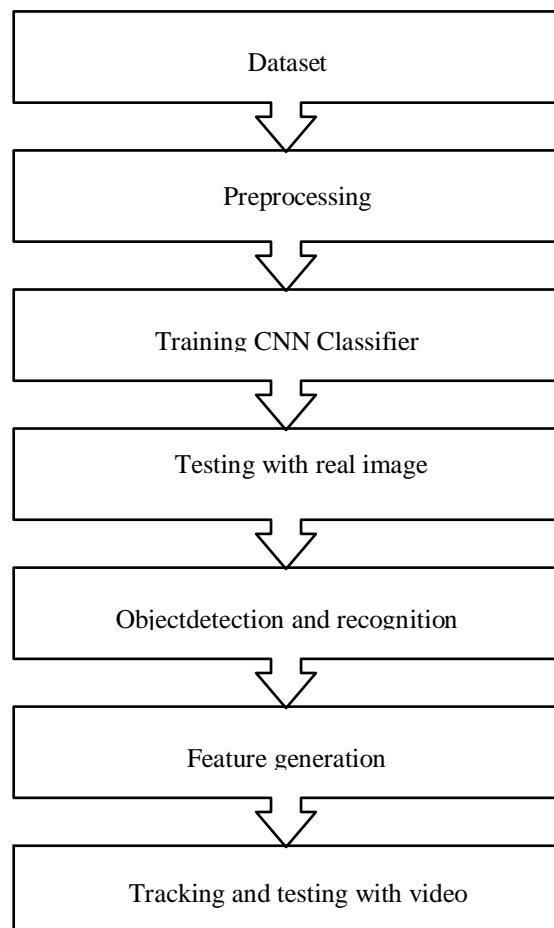 Dataset
Preprocessing
Training CNN Classifier
Testing with real image
Objectdetection and recognition
Feature generation
Tracking and testing with video